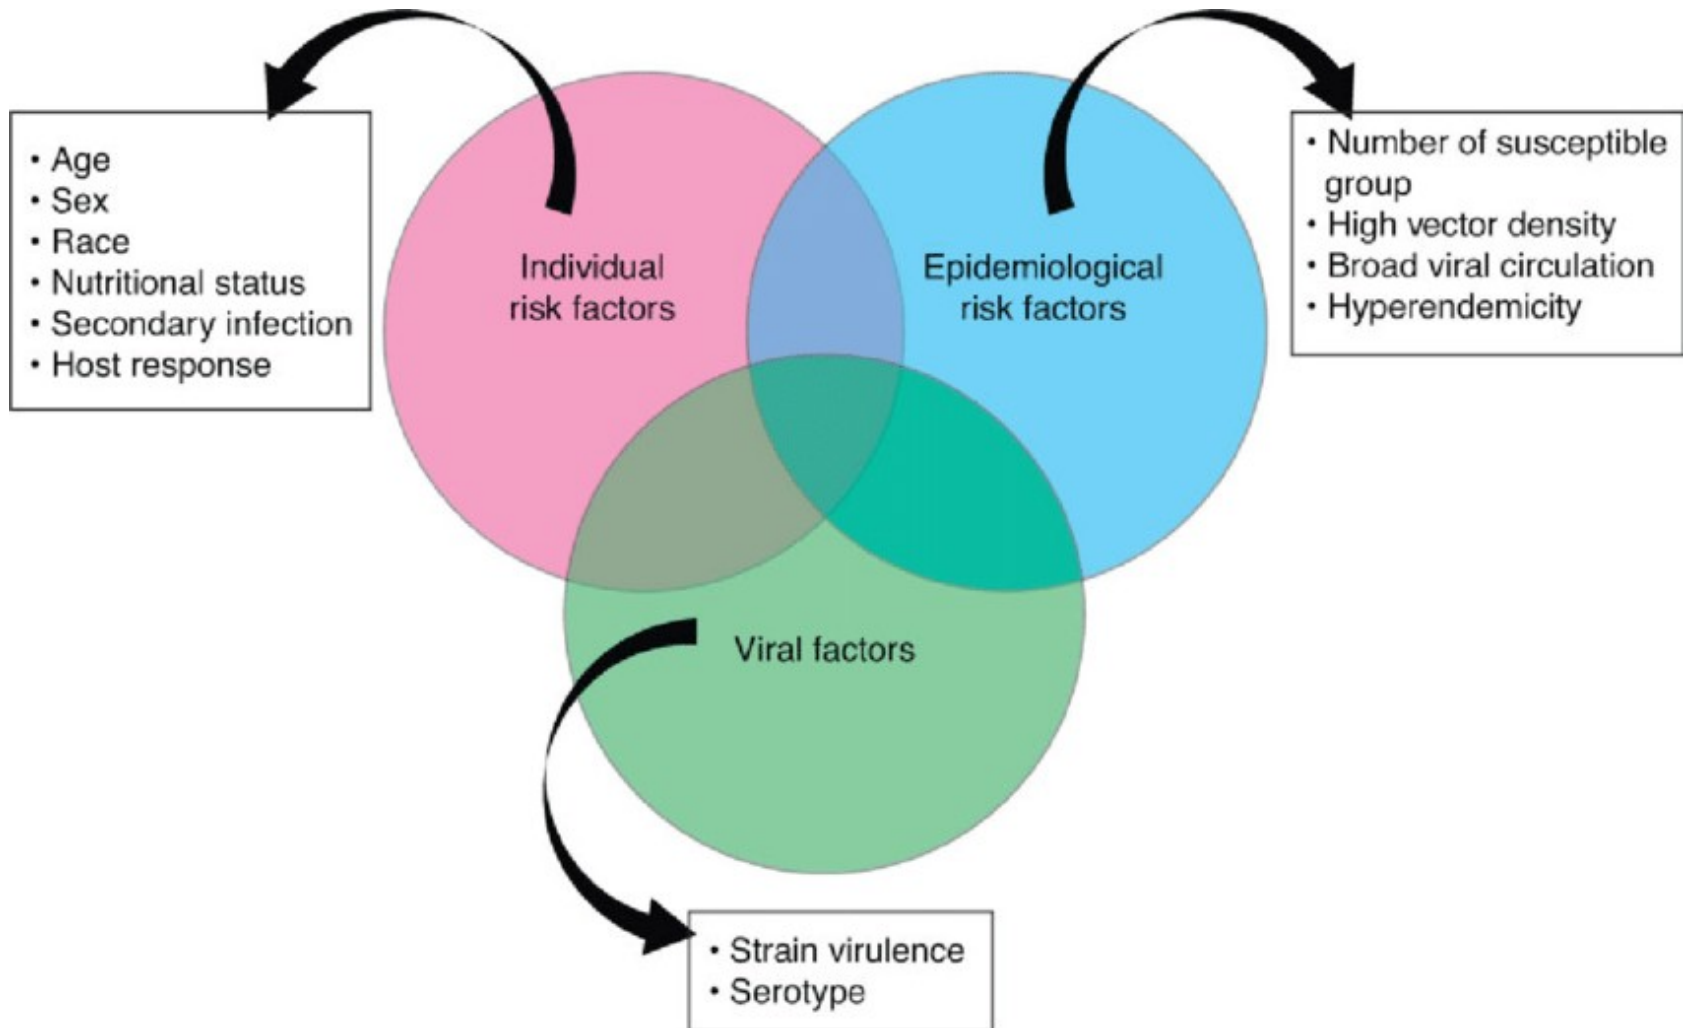 • Age
• Sex
• Race
• Nutritional status
• Secondary infection
• Host response
Individual
risk factors
Epidemiological
risk factors
• Number of susceptible
group
• High vector density
• Broad viral circulation
• Hyperendemicity
Viral factors
• Strain virulence
• Serotype